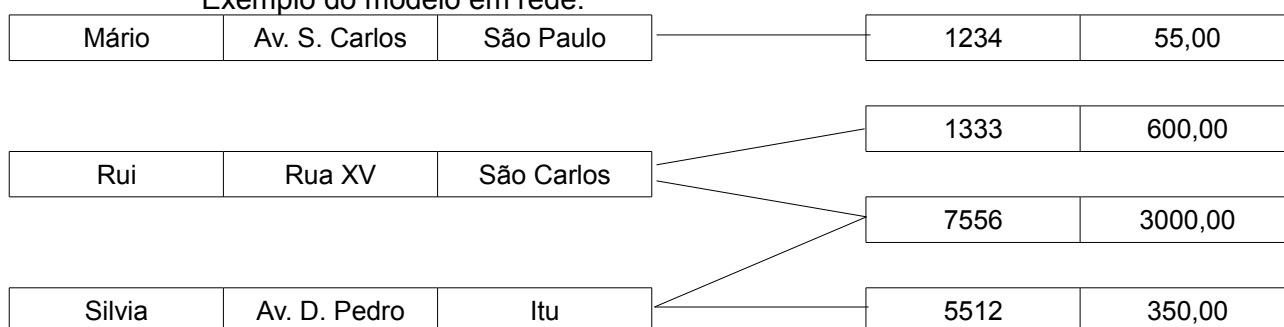 Exemplo do modelo em rede:
Mário Av. S. Carlos São Paulo 1234 55,00
1333 600,00
Rui Rua XV São Carlos
7556 3000,00
Silvia Av. D. Pedro Itu 5512 350,00